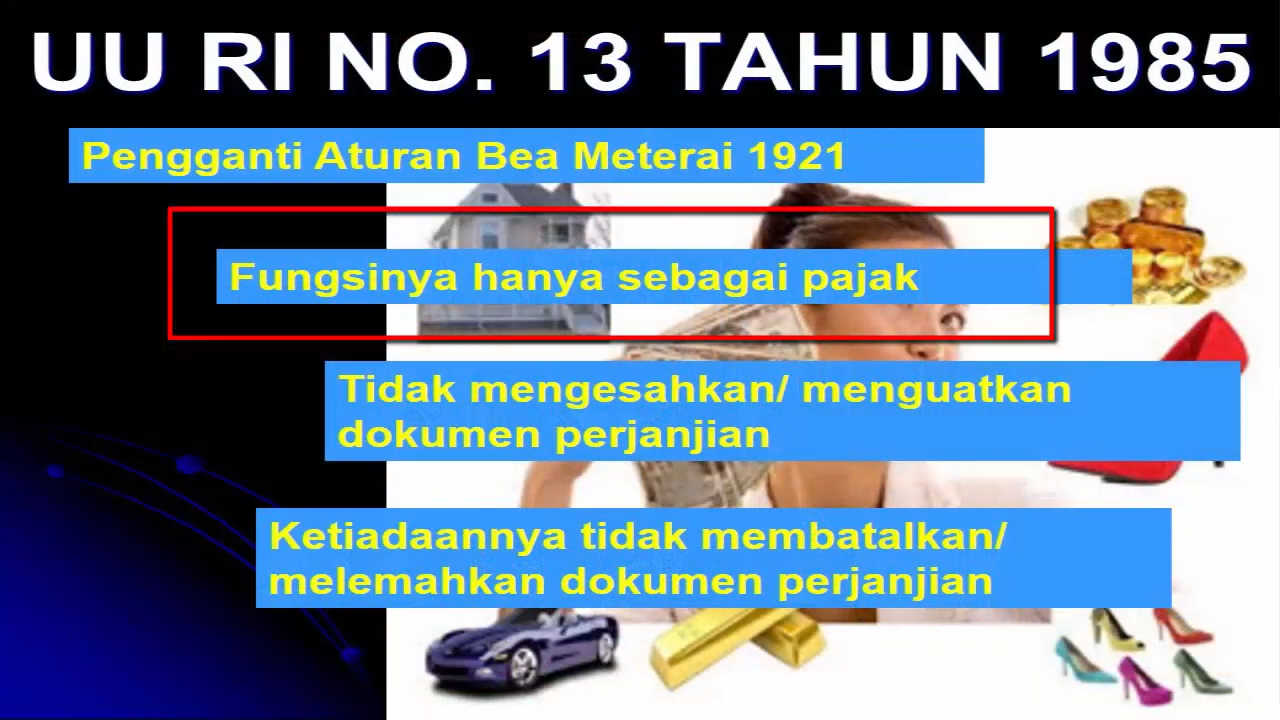 UU RI NO. 13 TAHUN 1985
Pengganti Aturan Bea Meterai 1921
Fungsinya hanya sebagai pajak
Tidak mengesahkan/ menguatkan
dokumen perjanjian
Ketiadaannya tidak membatalkan/
melemahkan dokumen perjanjian